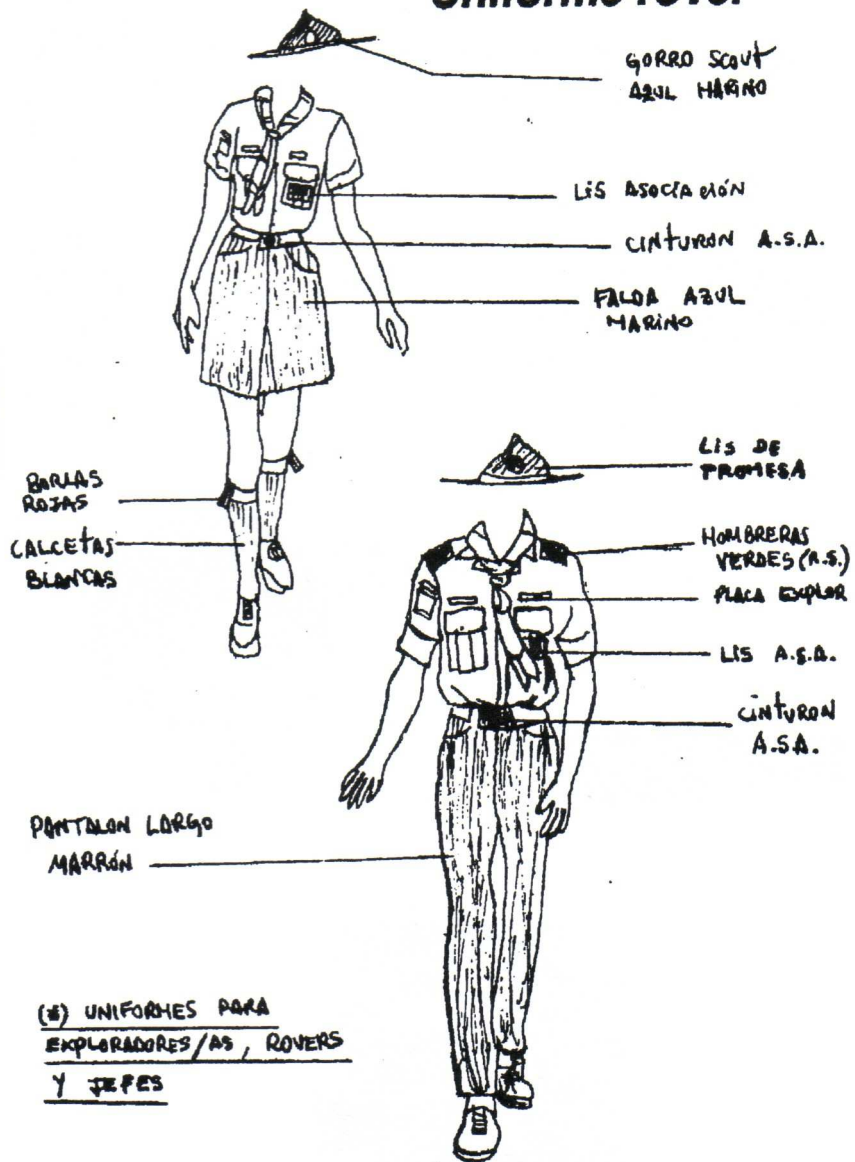 GORRO SCOUT
AZUL MARINO
LIS ASOCIACIÓN
CINTURON A.S.A.
FALDA AZUL
MARINO
BORLAS
ROJAS
CALCETAS
BLANCAS
LIS DE
PROMESA
HOMBRERAS
VERDES (R.S.)
PLACA EXPLOR
LIS A.S.A.
CINTURON
A.S.A.
PANTALON LARGO
MARRÓN
(*) UNIFORMES PARA
EXPLORADORES/AS, ROVERS
Y JEFES